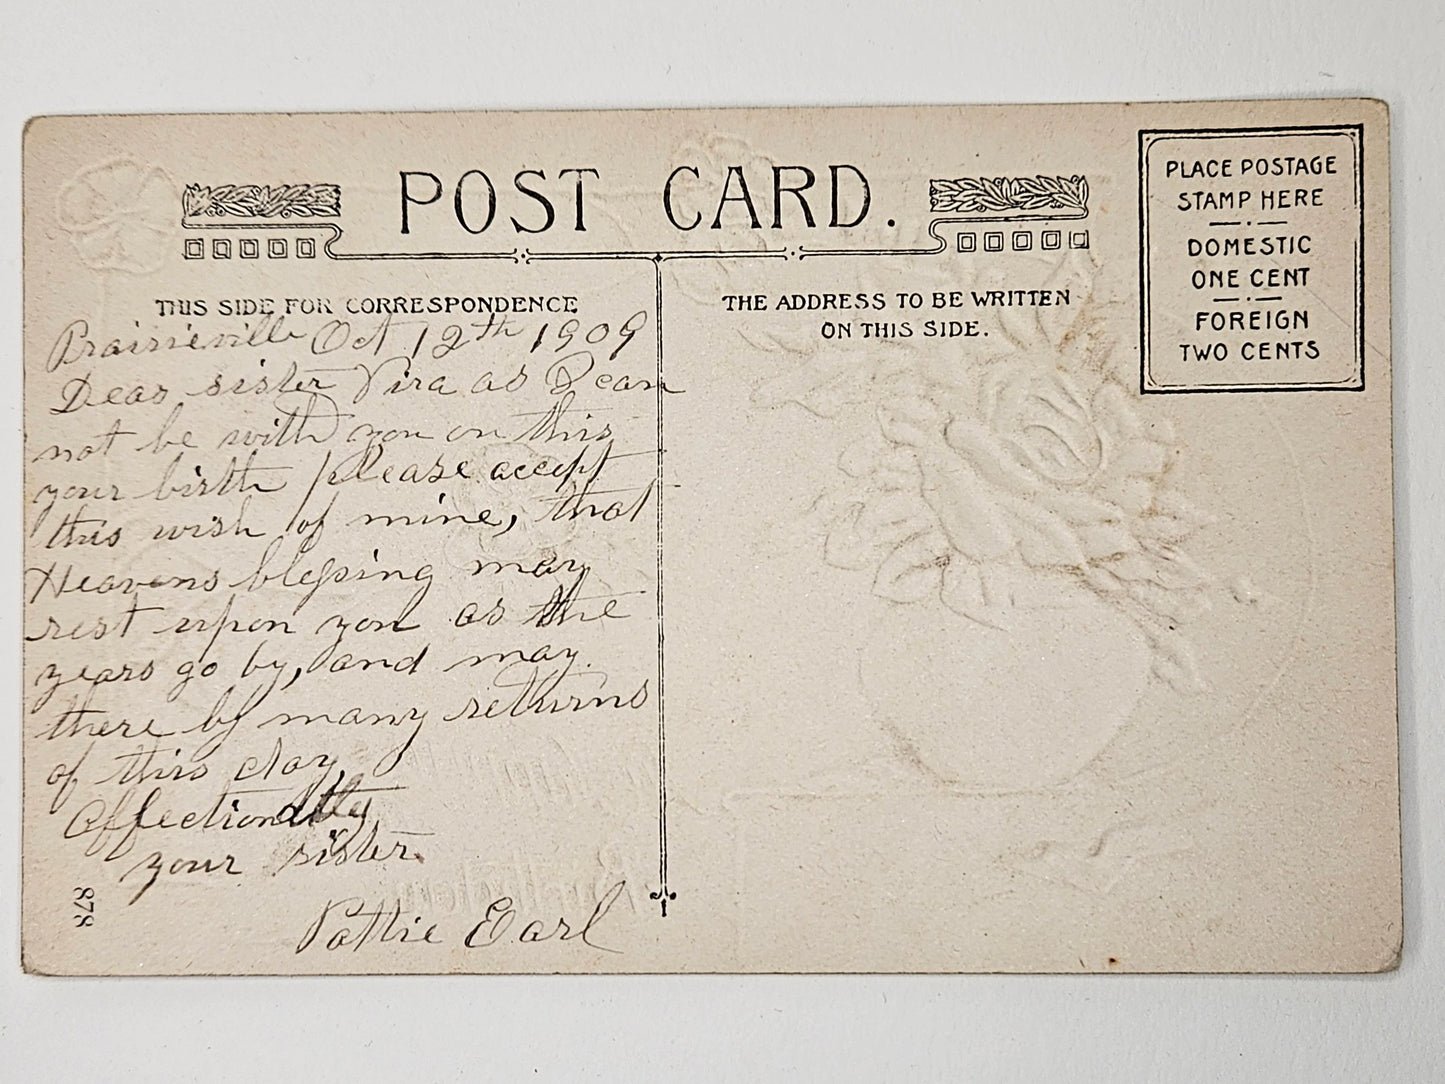 POST CARD.
PLACE POSTAGE
STAMP HERE
DOMESTIC
ONE CENT
FOREIGN
TWO CENTS
THIS SIDE FOR CORRESPONDENCE
Prairieville Oct 12th 1909
Dear sister Vira as I can
not be with you on this
your birth please accept
this wish of mine, that
Heavens blessing may
rest upon you as the
years go by, and may
there by many returns
of this day,
Affectionatly
your sister
Pattie Earl
878
THE ADDRESS TO BE WRITTEN
ON THIS SIDE.